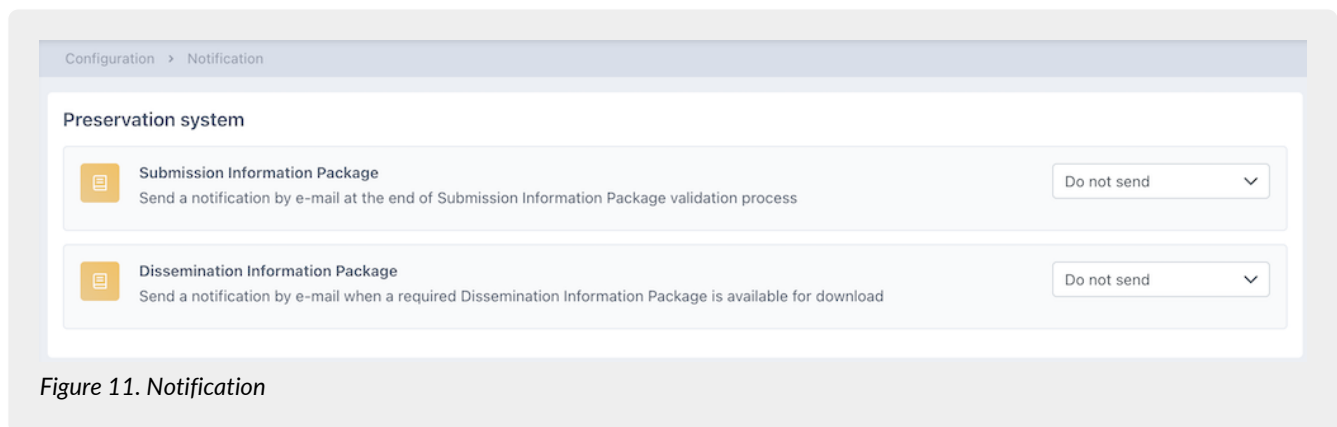 Configuration > Notification
Preservation system
Submission Information Package
Send a notification by e-mail at the end of Submission Information Package validation process
Do not send
Dissemination Information Package
Send a notification by e-mail when a required Dissemination Information Package is available for download
Do not send
Figure 11. Notification